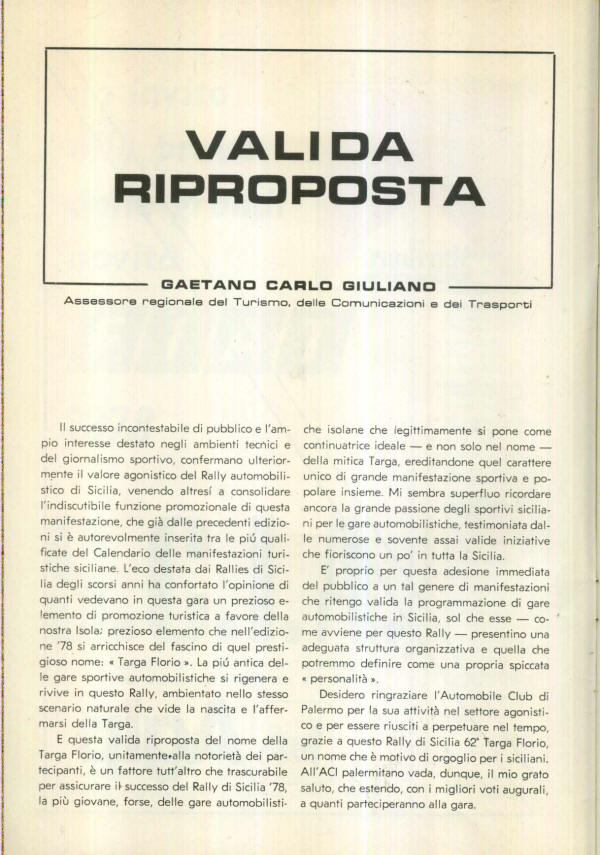 VALIDA
RIPROPOSTA
GAETANO CARLO GIULIANO
Assessore regionale del Turismo, delle Comunicazioni e dei Trasporti
Il successo incontestabile di pubblico e l'am-
pio interesse destato negli ambienti tecnici e
del giornalismo sportivo, confermano ulterior-
mente il valore agonistico del Rally automobili-
stico di Sicilia, venendo altresí a consolidare
l'indiscutibile funzione promozionale di questa
manifestazione, che già dalle precedenti edizio-
ni si è autorevolmente inserita tra le piú quali-
ficate del Calendario delle manifestazioni turi-
stiche siciliane. L'eco destata dai Rallies di Sici-
lia degli scorsi anni ha confortato l'opinione di
quanti vedevano in questa gara un prezioso e-
lemento di promozione turistica a favore della
nostra Isola; prezioso elemento che nell'edizio-
ne '78 si arricchisce del fascino di quel presti-
gioso nome: « Targa Florio ». La piú antica del-
le gare sportive automobilistiche si rigenera e
rivive in questo Rally, ambientato nello stesso
scenario naturale che vide la nascita e l'affer-
marsi della Targa.
E questa valida riproposta del nome della
Targa Florio, unitamente alla notorietà dei par-
tecipanti, è un fattore tutt'altro che trascurabile
per assicurare il successo del Rally di Sicilia '78,
la più giovane, forse, delle gare automobilisti-
che isolane che legittimamente si pone come
continuatrice ideale — e non solo nel nome —
della mitica Targa, ereditandone quel carattere
unico di grande manifestazione sportiva e po-
polare insieme. Mi sembra superfluo ricordare
ancora la grande passione degli sportivi sicilia-
ni per le gare automobilistiche, testimoniata dal-
le numerose e sovente assai valide iniziative
che fioriscono un po' in tutta la Sicilia.
E' proprio per questa adesione immediata
del pubblico a un tal genere di manifestazioni
che ritengo valida la programmazione di gare
automobilistiche in Sicilia, sol che esse — co-
me avviene per questo Rally — presentino una
adeguata struttura organizzativa e quella che
potremmo definire come una propria spiccata
« personalità ».
Desidero ringraziare l'Automobile Club di
Palermo per la sua attività nel settore agonisti-
co e per essere riusciti a perpetuare nel tempo,
grazie a questo Rally di Sicilia 62ª Targa Florio,
un nome che è motivo di orgoglio per i siciliani.
All'ACI palermitano vada, dunque, il mio grato
saluto, che estendo, con i migliori voti augurali,
a quanti parteciperanno alla gara.